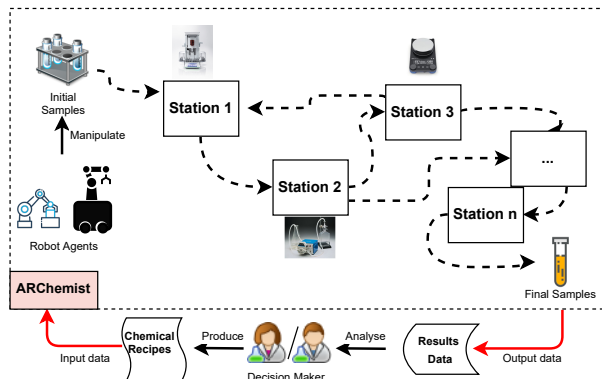 Initial
Samples
Station 1
Station 3
Manipulate
...
Station 2
Station n
Robot Agents
Final Samples
ARChemist
Input data
Chemical
Recipes
Produce
Decision Maker
Analyse
Results
Data
Output data